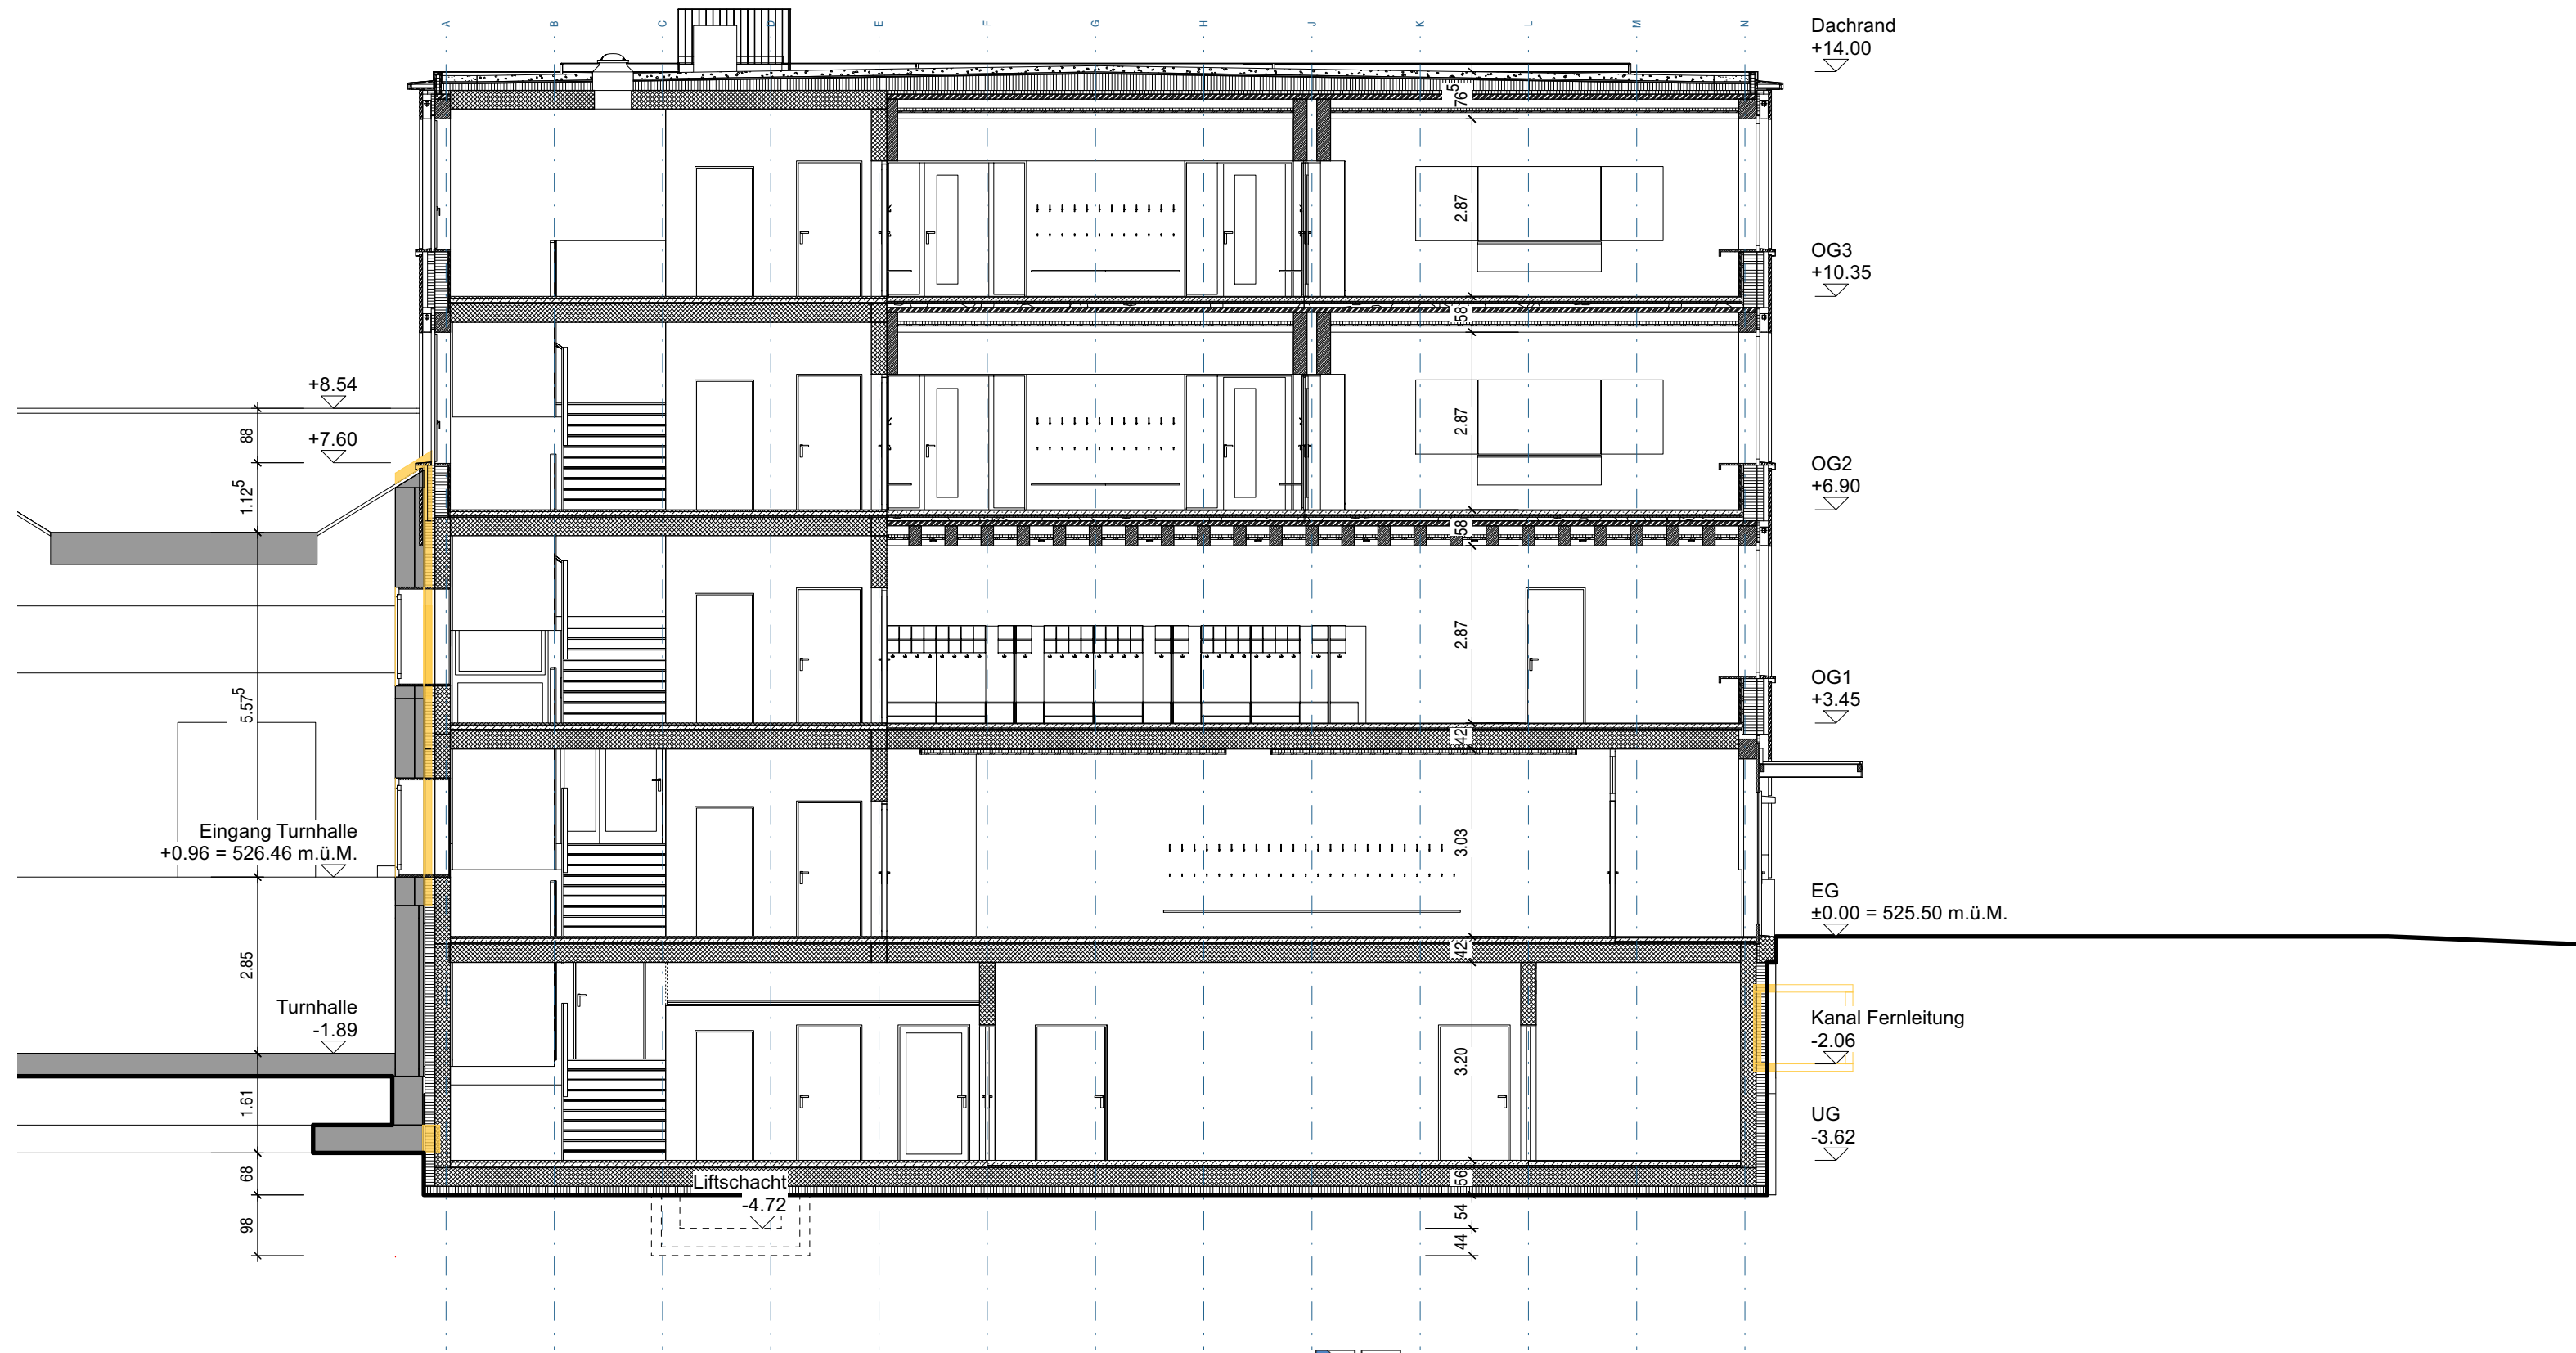 A B C D E F G H J K L M N
Dachrand
+14.00
76⁵
2.87
OG3
+10.35
58
+8.54
88
+7.60
2.87
OG2
+6.90
1.12⁵
58
2.87
OG1
+3.45
5.57⁵
42
Eingang Turnhalle
+0.96 = 526.46 m.ü.M.
3.03
EG
±0.00 = 525.50 m.ü.M.
42
2.85
Turnhalle
-1.89
Kanal Fernleitung
-2.06
3.20
1.61
UG
-3.62
68
56
Liftschacht
-4.72
98
54
44